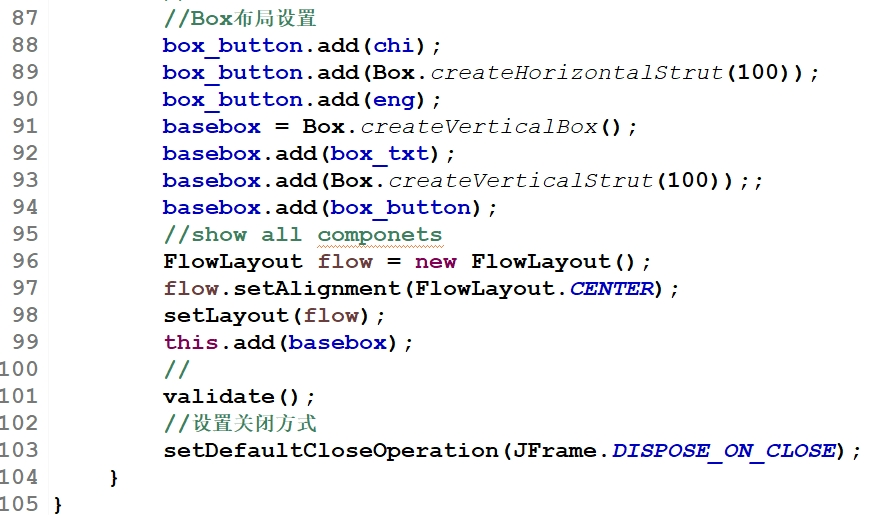 87 //Box布局设置
88 box_button.add(chi);
89 box_button.add(Box.createHorizontalStrut(100));
90 box_button.add(eng);
91 basebox = Box.createVerticalBox();
92 basebox.add(box_txt);
93 basebox.add(Box.createVerticalStrut(100));;
94 basebox.add(box_button);
95 //show all componets
96 FlowLayout flow = new FlowLayout();
97 flow.setAlignment(FlowLayout.CENTER);
98 setLayout(flow);
99 this.add(basebox);
100 //
101 validate();
102 //设置关闭方式
103 setDefaultCloseOperation(JFrame.DISPOSE_ON_CLOSE);
104 }
105 }